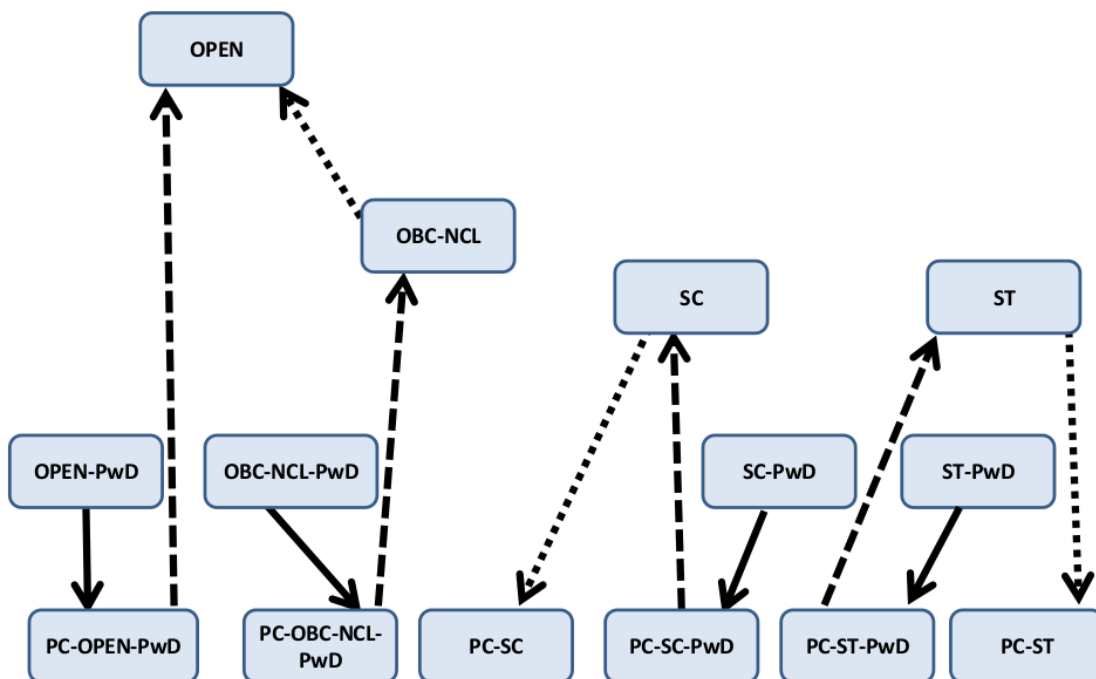 OPEN
OBC-NCL
SC
ST
OPEN-PwD
OBC-NCL-PwD
SC-PwD
ST-PwD
PC-OPEN-PwD
PC-OBC-NCL-
PwD
PC-SC
PC-SC-PwD
PC-ST-PwD
PC-ST